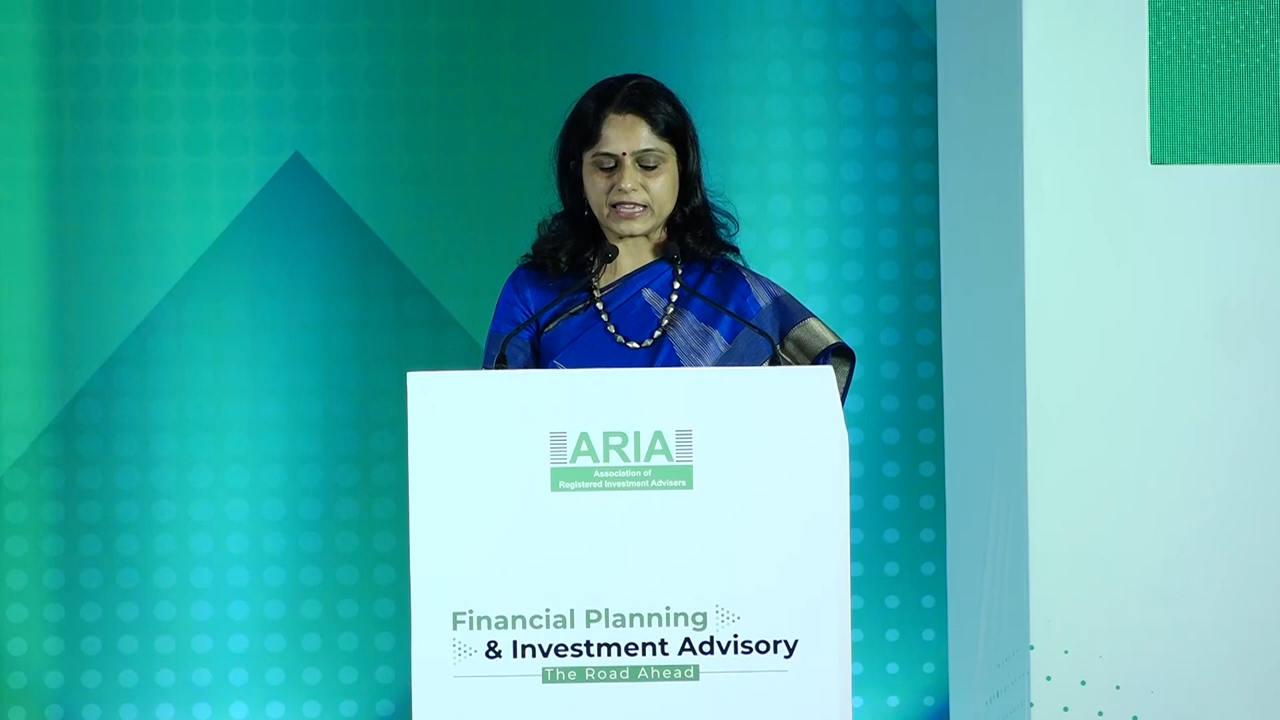 ARIA
Association of
Registered Investment Advisers
Financial Planning
& Investment Advisory
The Road Ahead